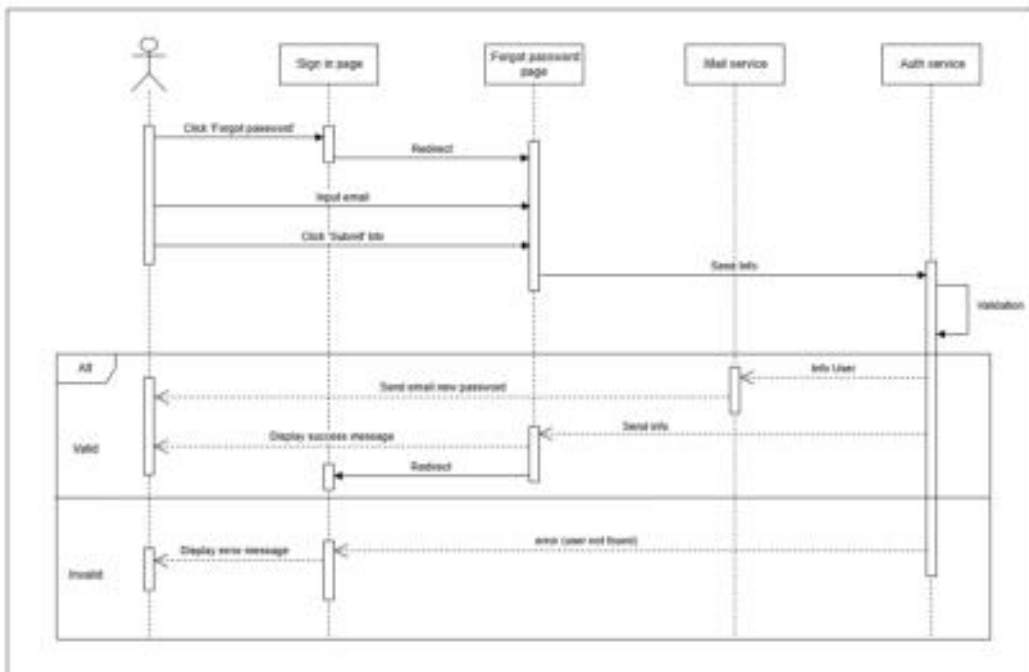 Sign in page
Forgot password
page
Mail service
Auth service
Click 'Forgot password'
Redirect
Input email
Click 'Submit' btn
Send info
Validation
Alt
Info User
Send email new password
Send info
Display success message
Valid
Redirect
error (user not found)
Display error message
Invalid